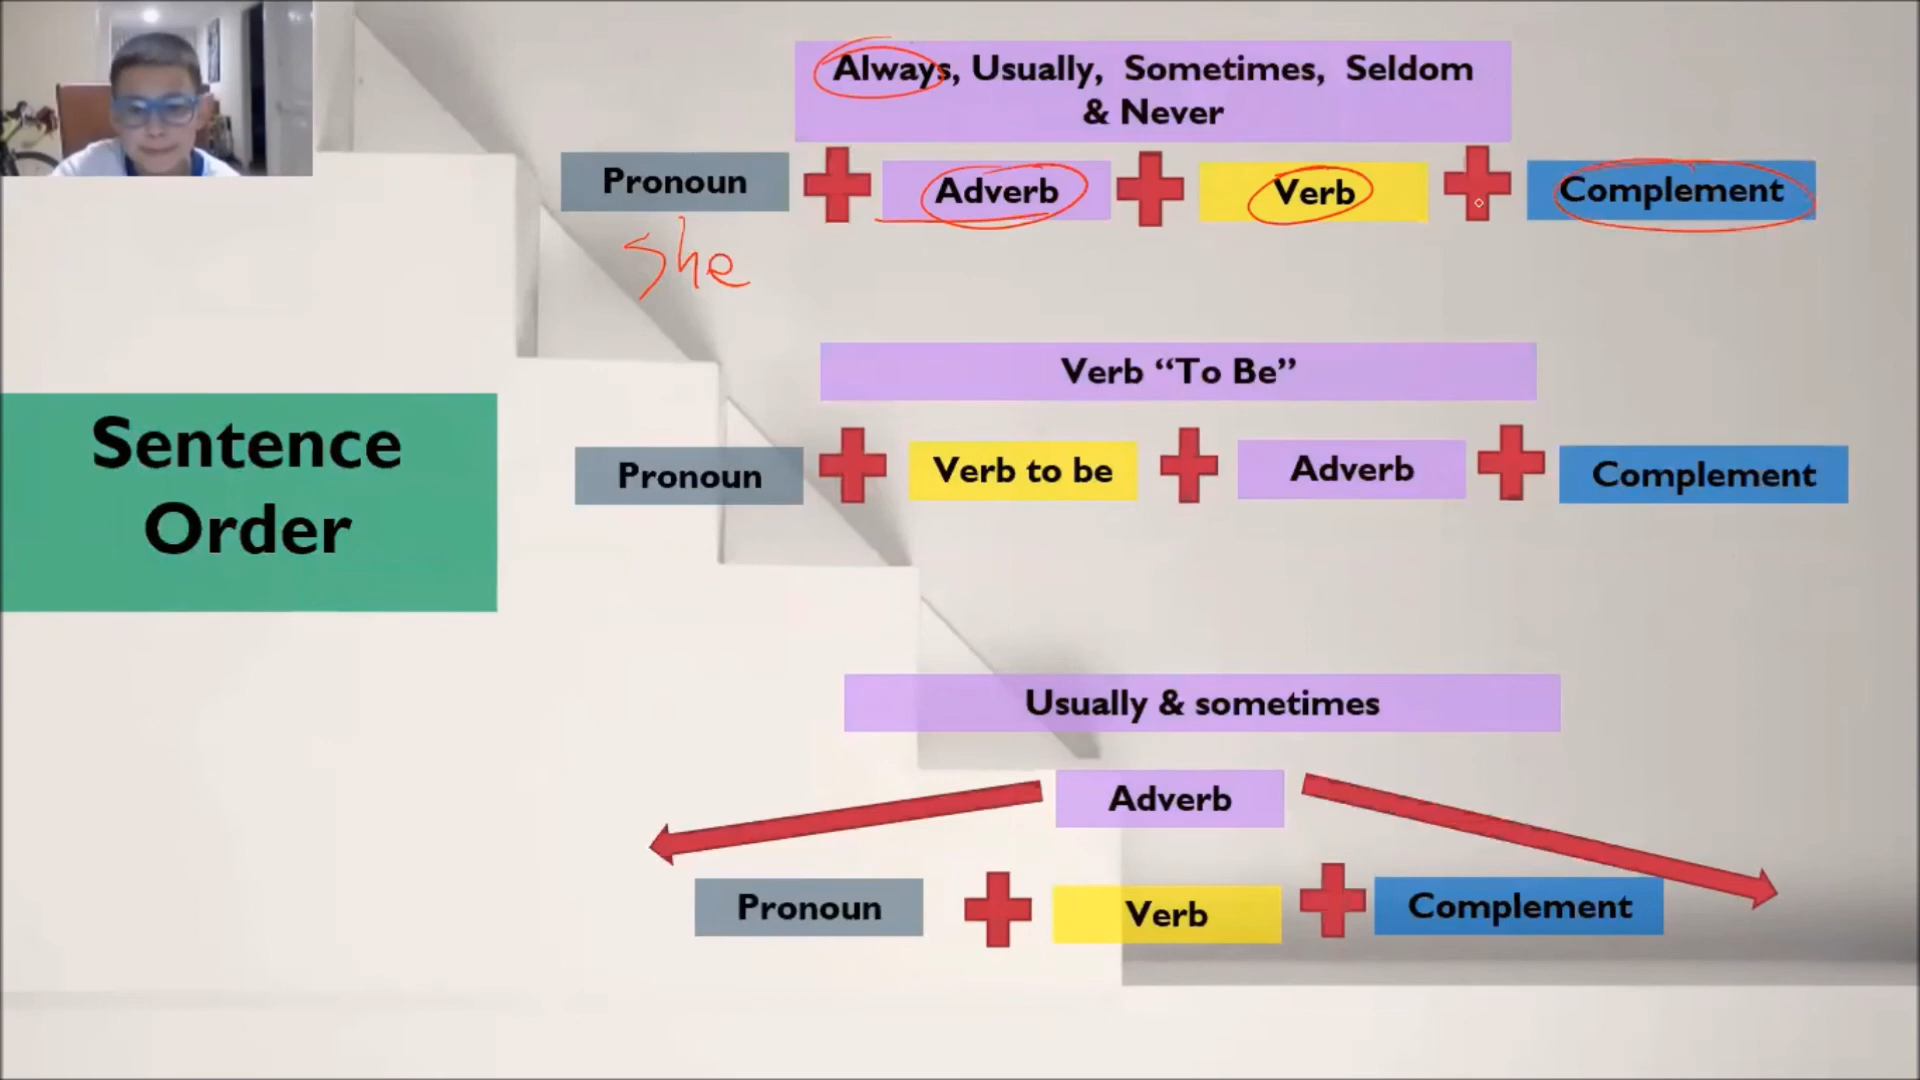 Always, Usually, Sometimes, Seldom
& Never
Pronoun Adverb Verb Complement
she
Verb “To Be”
Pronoun Verb to be Adverb Complement
Sentence
Order
Usually & sometimes
Adverb
Pronoun Verb Complement